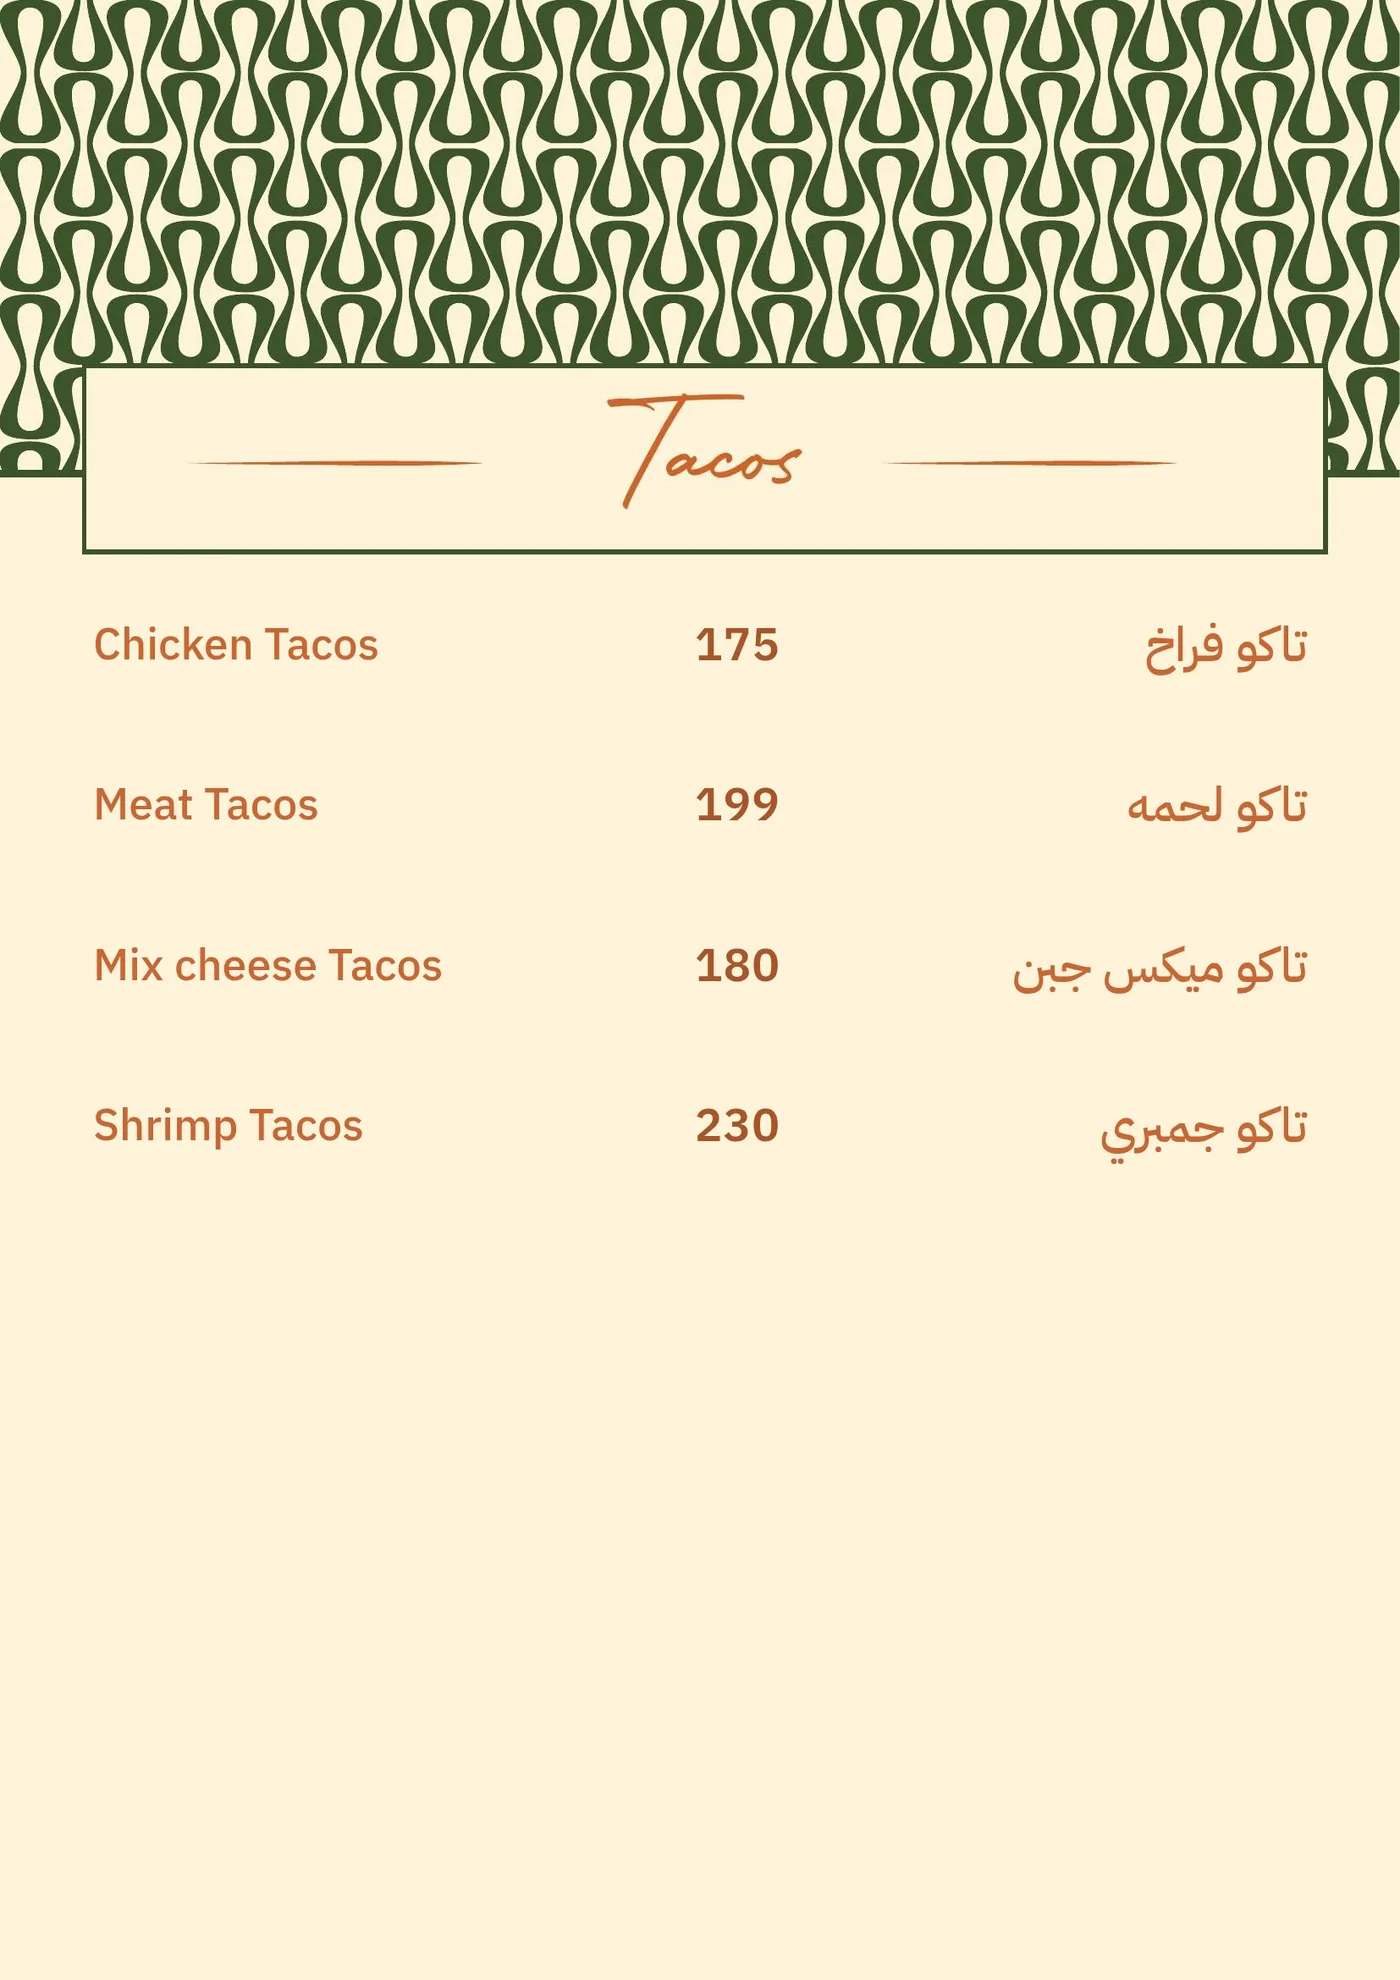 Tacos
Chicken Tacos 175 تاكو فراخ
Meat Tacos 199 تاكو لحمه
Mix cheese Tacos 180 تاكو ميكس جبن
Shrimp Tacos 230 تاكو جمبري